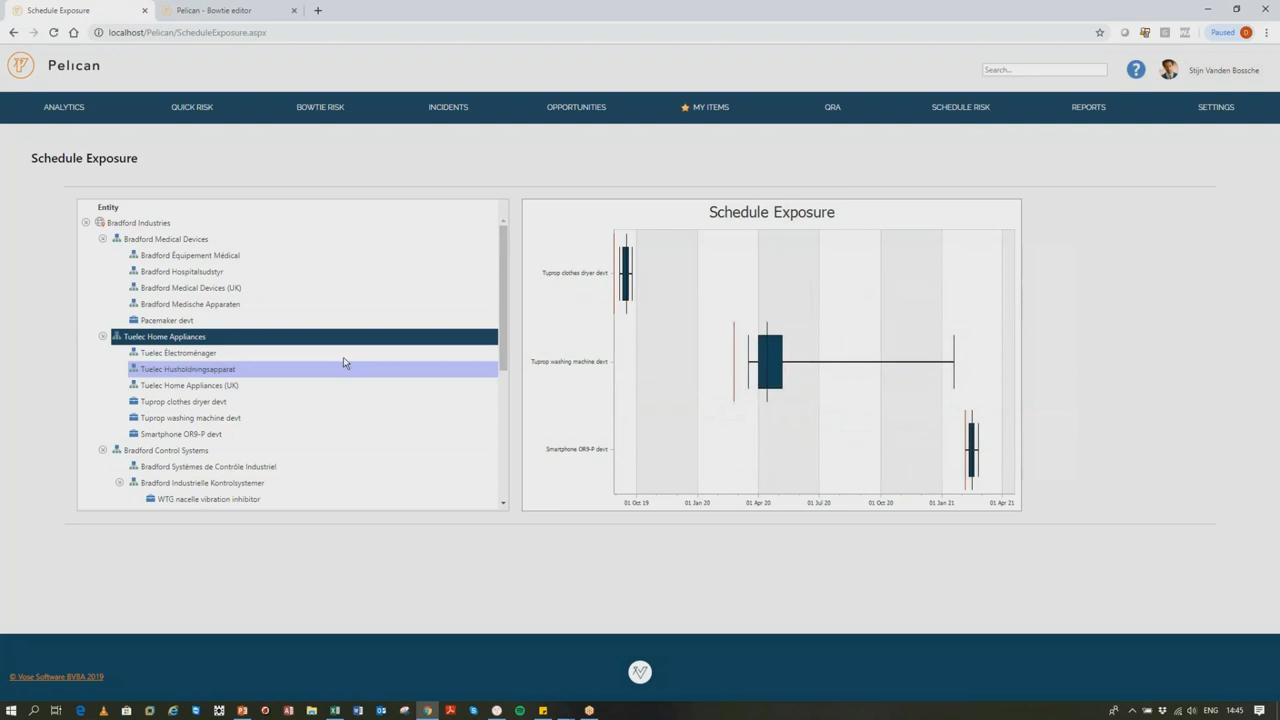 Schedule Exposure
Pelican - Bowtie editor
localhost/Pelican/ScheduleExposure.aspx
Paused
Pelıcan
Search...
?
Stijn Vanden Bossche
ANALYTICS
QUICK RISK
BOWTIE RISK
INCIDENTS
OPPORTUNITIES
MY ITEMS
QRA
SCHEDULE RISK
REPORTS
SETTINGS
Schedule Exposure
Entity
Bradford Industries
Bradford Medical Devices
Bradford Équipement Médical
Bradford Hospitalsudstyr
Bradford Medical Devices (UK)
Bradford Medische Apparaten
Pacemaker devt
Tuelec Home Appliances
Tuelec Électroménager
Tuelec Husholdningsapparat
Tuelec Home Appliances (UK)
Tuprop clothes dryer devt
Tuprop washing machine devt
Smartphone OR9-P devt
Bradford Control Systems
Bradford Systèmes de Contrôle Industriel
Bradford Industrielle Kontrolsystemer
WTG nacelle vibration inhibitor
Schedule Exposure
Tuprop clothes dryer devt
Tuprop washing machine devt
Smartphone OR9-P devt
01 Oct 19
01 Jan 20
01 Apr 20
01 Jul 20
01 Oct 20
01 Jan 21
01 Apr 21
© Vose Software BVBA 2019
ENG
14:45